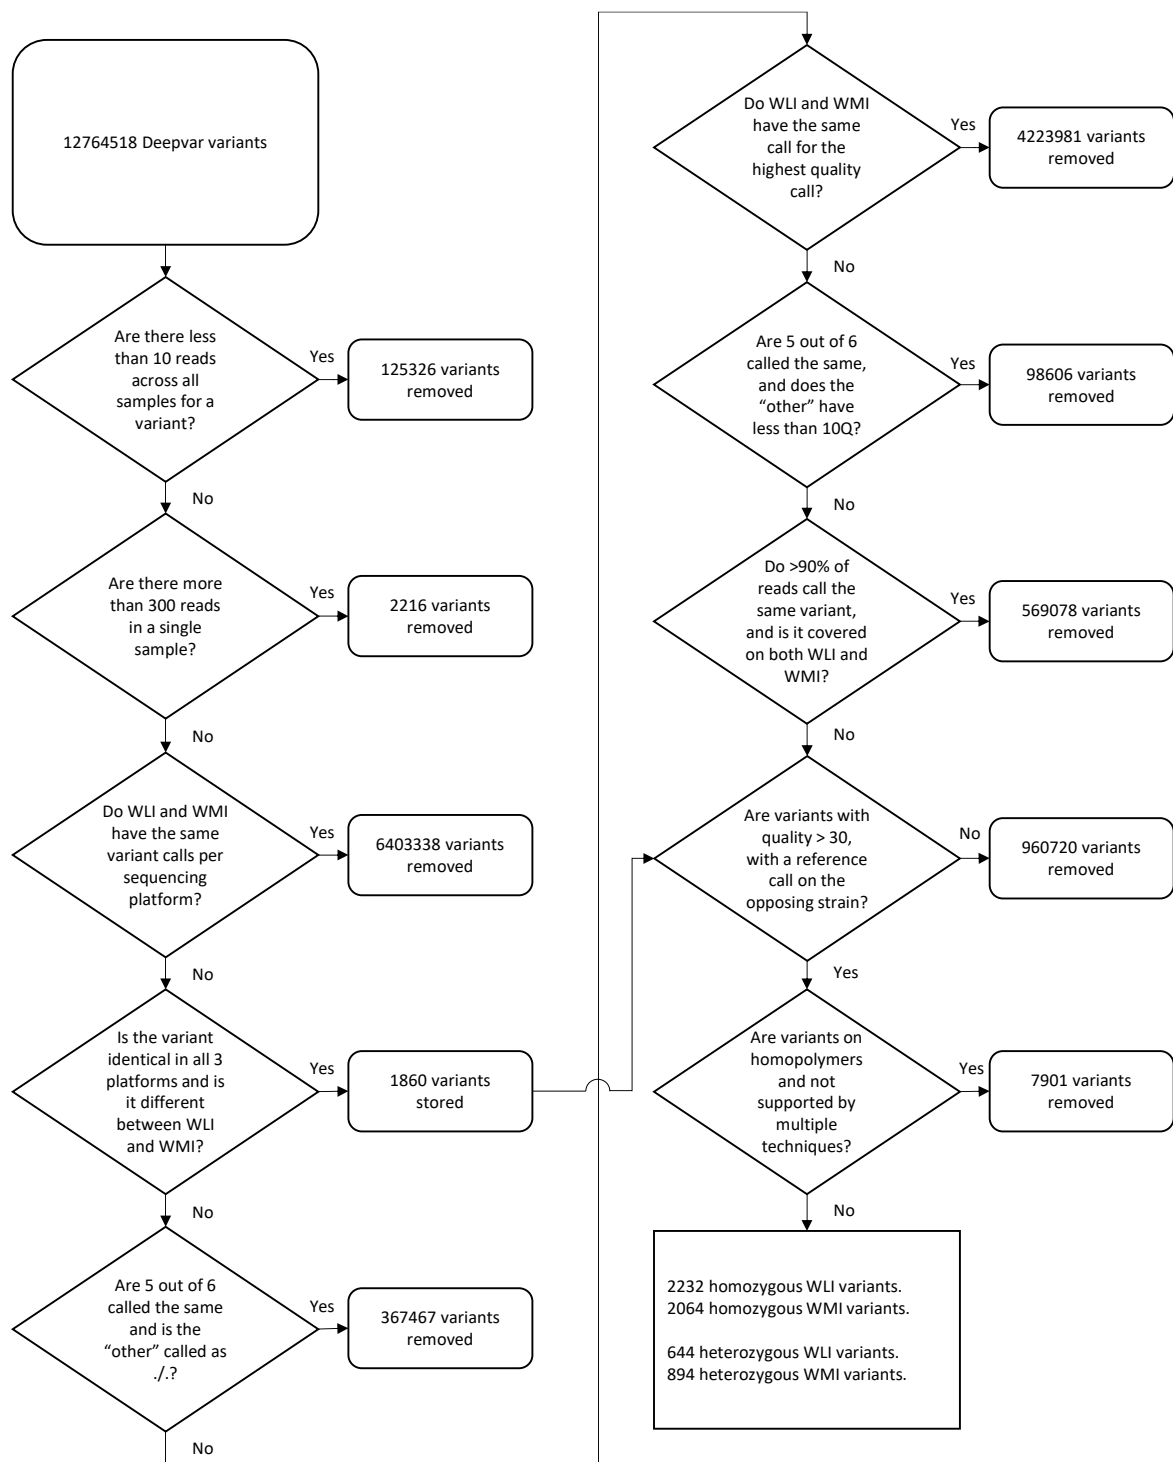 12764518 Deepvar variants
Are there less
than 10 reads
across all
samples for a
variant?
Yes
125326 variants
removed
No
Are there more
than 300 reads
in a single
sample?
Yes
2216 variants
removed
No
Do WLI and WMI
have the same
variant calls per
sequencing
platform?
Yes
6403338 variants
removed
No
Is the variant
identical in all 3
platforms and is
it different
between WLI
and WMI?
Yes
1860 variants
stored
No
Are 5 out of 6
called the same
and is the
“other” called as
./.?
Yes
367467 variants
removed
No
Do WLI and WMI
have the same
call for the
highest quality
call?
Yes
4223981 variants
removed
No
Are 5 out of 6
called the same,
and does the
“other” have
less than 10Q?
Yes
98606 variants
removed
No
Do >90% of
reads call the
same variant,
and is it covered
on both WLI and
WMI?
Yes
569078 variants
removed
No
Are variants with
quality > 30,
with a reference
call on the
opposing strain?
No
960720 variants
removed
Yes
Are variants on
homopolymers
and not
supported by
multiple
techniques?
Yes
7901 variants
removed
No
2232 homozygous WLI variants.
2064 homozygous WMI variants.
644 heterozygous WLI variants.
894 heterozygous WMI variants.